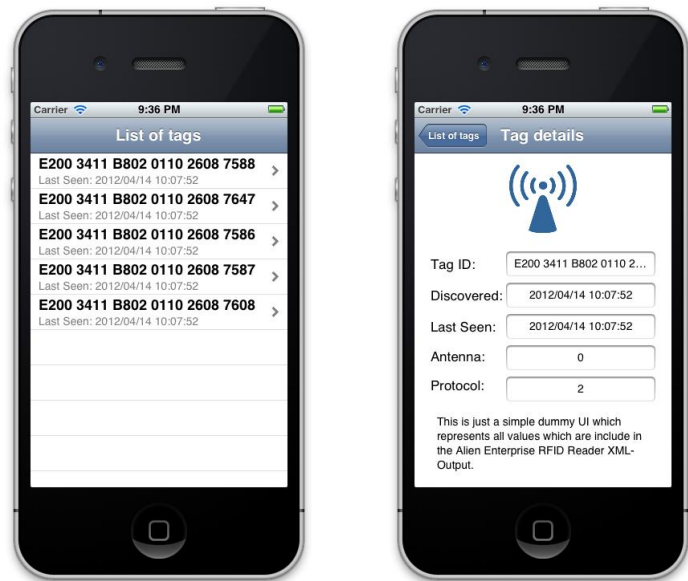 Carrier 9:36 PM
List of tags
E200 3411 B802 0110 2608 7588
Last Seen: 2012/04/14 10:07:52
E200 3411 B802 0110 2608 7647
Last Seen: 2012/04/14 10:07:52
E200 3411 B802 0110 2608 7586
Last Seen: 2012/04/14 10:07:52
E200 3411 B802 0110 2608 7587
Last Seen: 2012/04/14 10:07:52
E200 3411 B802 0110 2608 7608
Last Seen: 2012/04/14 10:07:52
Carrier 9:36 PM
List of tags Tag details
Tag ID: E200 3411 B802 0110 2...
Discovered: 2012/04/14 10:07:52
Last Seen: 2012/04/14 10:07:52
Antenna: 0
Protocol: 2
This is just a simple dummy UI which
represents all values which are include in
the Alien Enterprise RFID Reader XML-
Output.